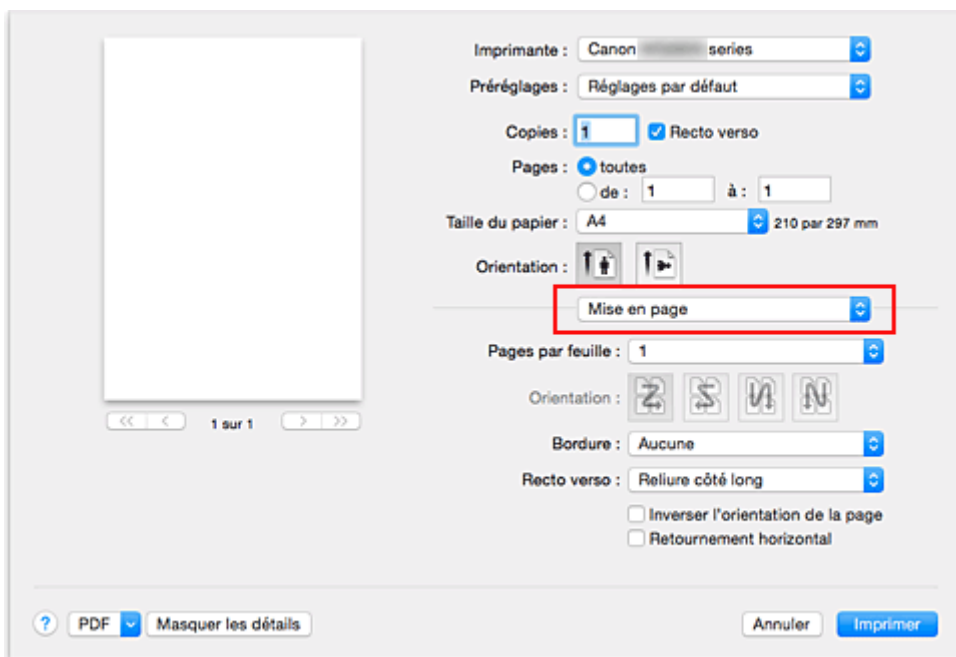 Imprimante : Canon series
Préréglages : Réglages par défaut
Copies : 1 Recto verso
Pages : toutes
de : 1 à : 1
Taille du papier : A4 210 par 297 mm
Orientation :
Mise en page
Pages par feuille : 1
Orientation :
1 sur 1
Bordure : Aucune
Recto verso : Reliure côté long
Inverser l'orientation de la page
Retournement horizontal
? PDF Masquer les détails Annuler Imprimer